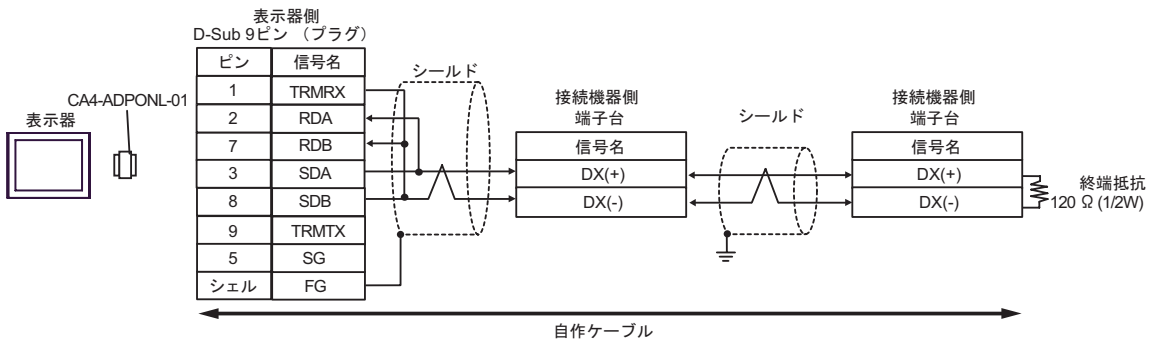 表示器側
D-Sub 9ピン （プラグ）
ピン 信号名
1 TRMRX
2 RDA
7 RDB
3 SDA
8 SDB
9 TRMTX
5 SG
シェル FG
CA4-ADPONL-01
表示器
シールド
接続機器側
端子台
信号名
DX(+)
DX(-)
シールド
接続機器側
端子台
信号名
DX(+)
DX(-)
終端抵抗
120 Ω (1/2W)
自作ケーブル